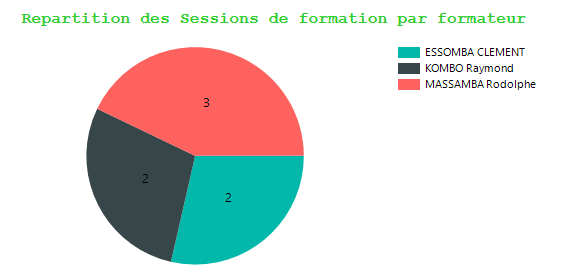 Repartition des Sessions de formation par formateur
ESSOMBA CLEMENT
KOMBO Raymond
MASSAMBA Rodolphe
3
2
2